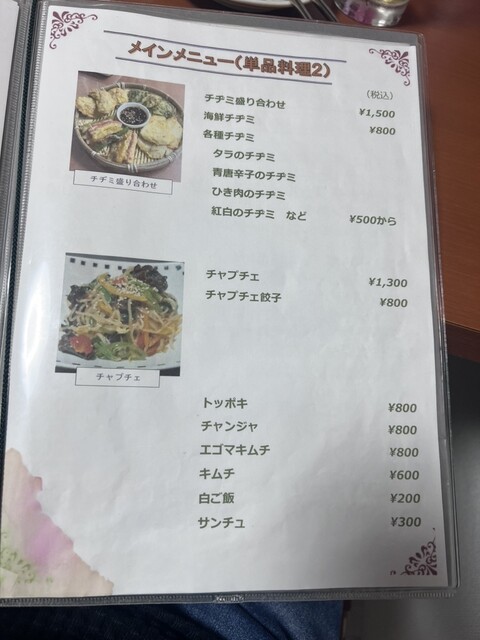 メインメニュー(単品料理2)
(税込)
チヂミ盛り合わせ ¥1,500
海鮮チヂミ ¥800
各種チヂミ
タラのチヂミ
青唐辛子のチヂミ
ひき肉のチヂミ
紅白のチヂミ など ¥500から
チヂミ盛り合わせ
チャプチェ ¥1,300
チャプチェ餃子 ¥800
チャプチェ
トッポキ ¥800
チャンジャ ¥800
エゴマキムチ ¥800
キムチ ¥600
白ご飯 ¥200
サンチュ ¥300